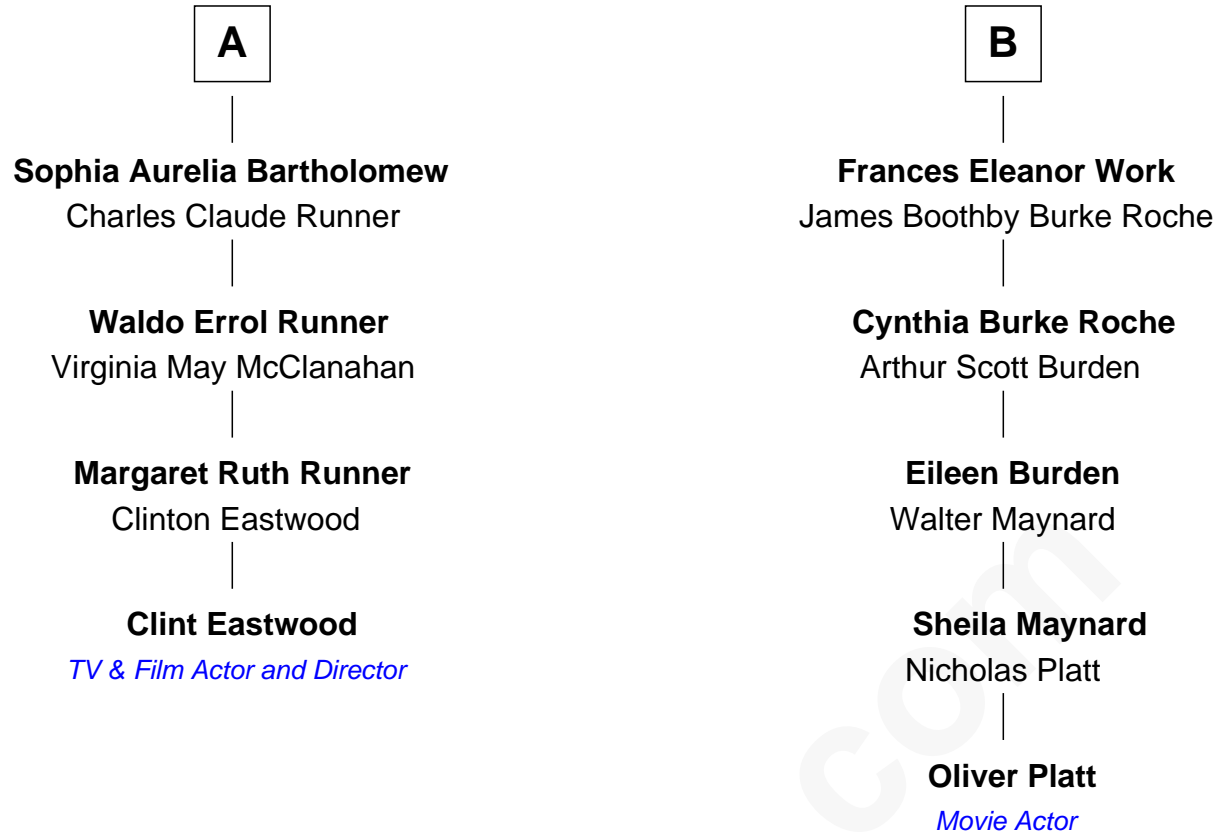 A
Sophia Aurelia Bartholomew
Charles Claude Runner
Waldo Errol Runner
Virginia May McClanahan
Margaret Ruth Runner
Clinton Eastwood
Clint Eastwood
TV & Film Actor and Director
B
Frances Eleanor Work
James Boothby Burke Roche
Cynthia Burke Roche
Arthur Scott Burden
Eileen Burden
Walter Maynard
Sheila Maynard
Nicholas Platt
Oliver Platt
Movie Actor
com